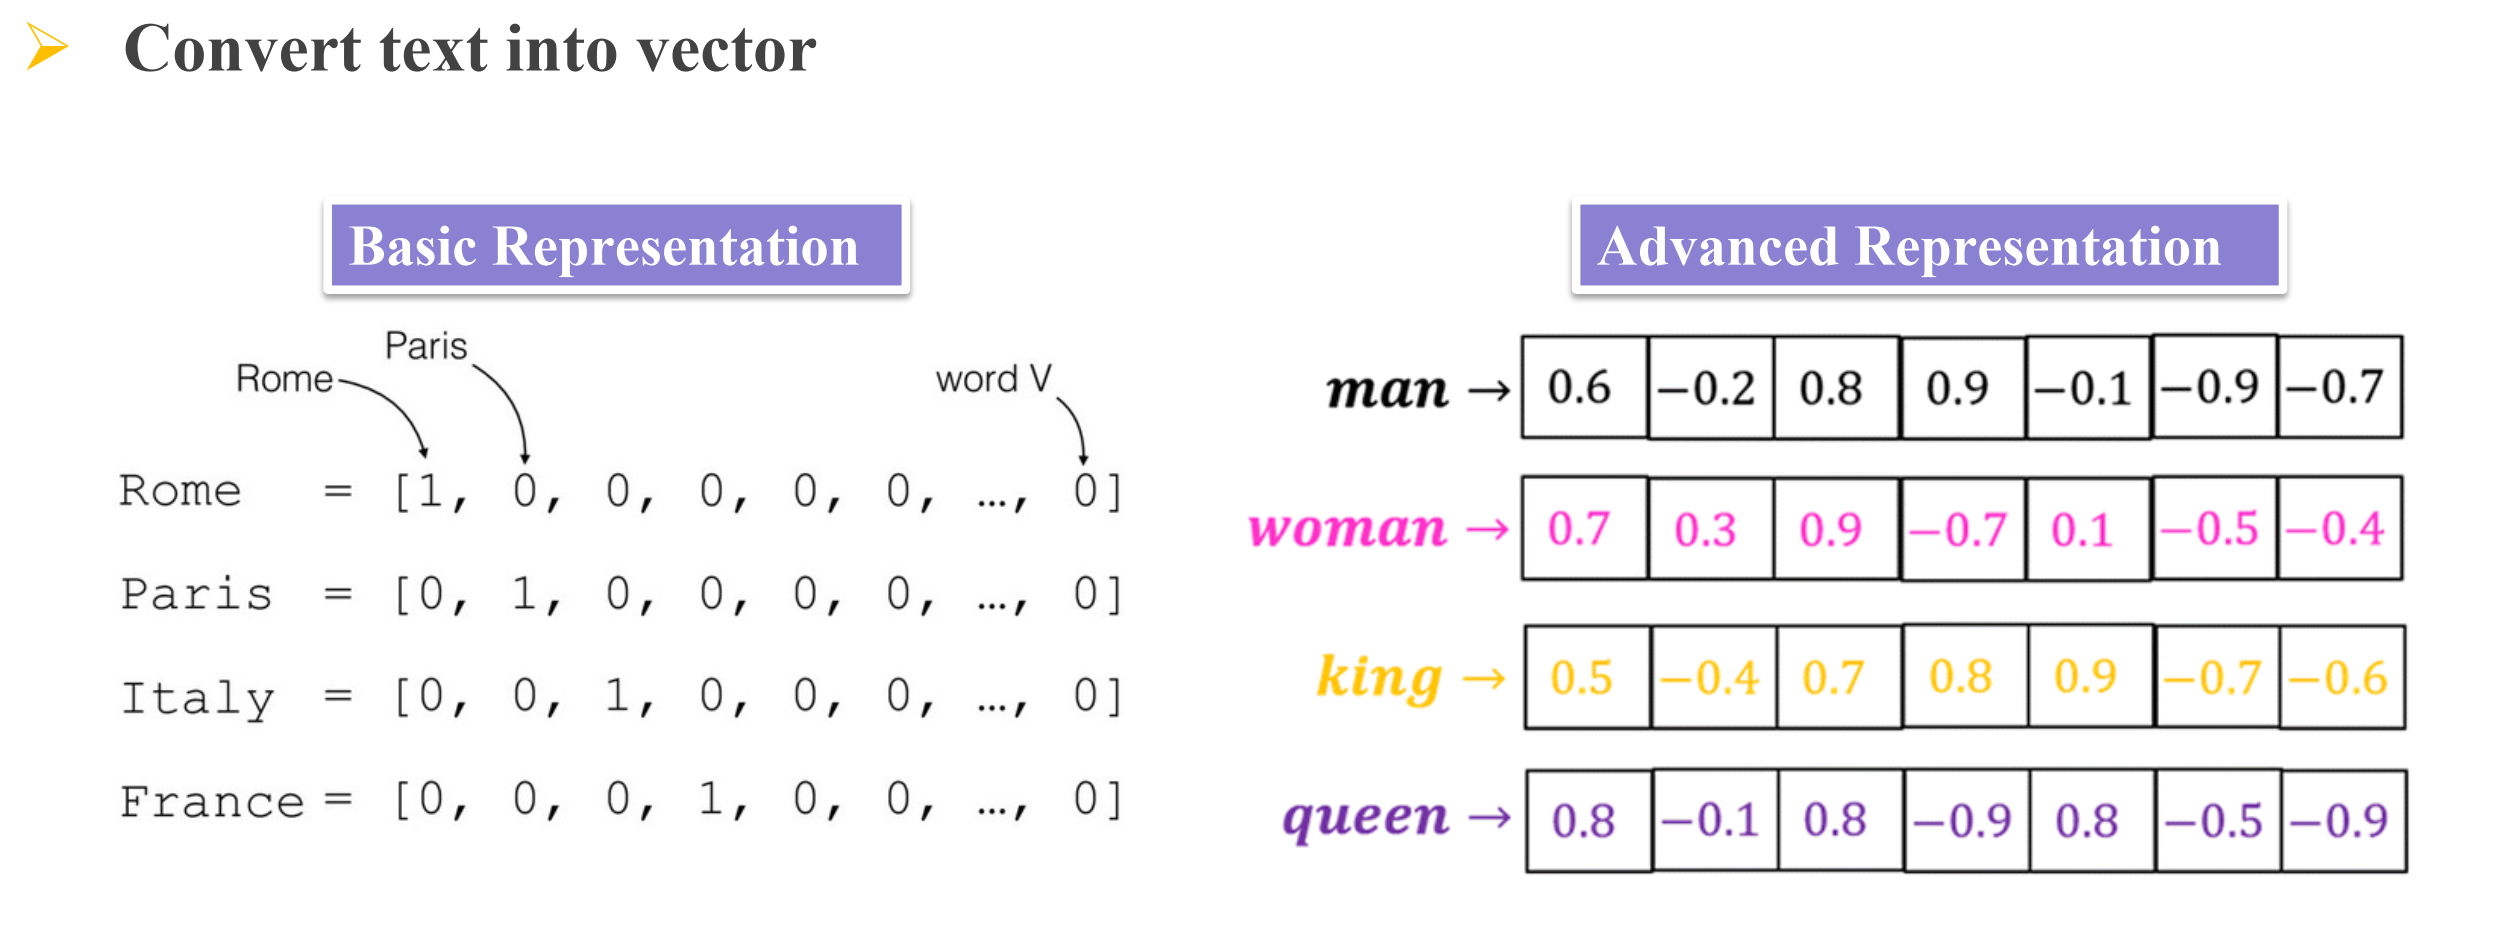 Convert text into vector
Basic Representation
Rome Paris word V
Rome = [1, 0, 0, 0, 0, 0, …, 0]
Paris = [0, 1, 0, 0, 0, 0, …, 0]
Italy = [0, 0, 1, 0, 0, 0, …, 0]
France = [0, 0, 0, 1, 0, 0, …, 0]
Advanced Representation
man → 0.6 −0.2 0.8 0.9 −0.1 −0.9 −0.7
woman → 0.7 0.3 0.9 −0.7 0.1 −0.5 −0.4
king → 0.5 −0.4 0.7 0.8 0.9 −0.7 −0.6
queen → 0.8 −0.1 0.8 −0.9 0.8 −0.5 −0.9